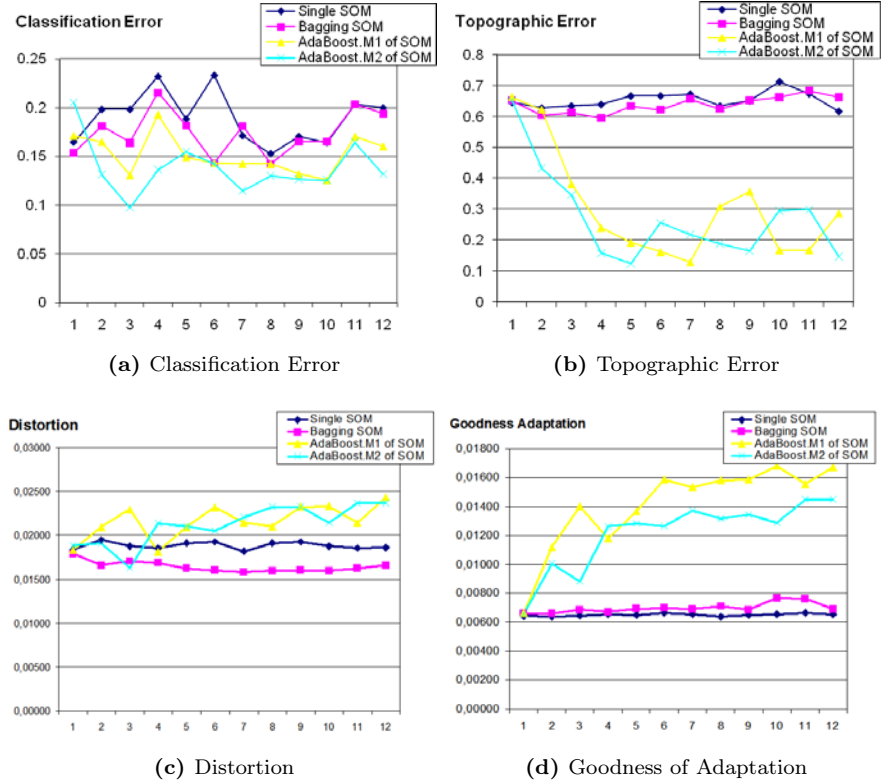 Classification Error
Single SOM
Bagging SOM
AdaBoost.M1 of SOM
AdaBoost.M2 of SOM
0.25
0.2
0.15
0.1
0.05
0
1 2 3 4 5 6 7 8 9 10 11 12
(a) Classification Error
Topographic Error
Single SOM
Bagging SOM
AdaBoost.M1 of SOM
AdaBoost.M2 of SOM
0.8
0.7
0.6
0.5
0.4
0.3
0.2
0.1
0
1 2 3 4 5 6 7 8 9 10 11 12
(b) Topographic Error
Distortion
Single SOM
Bagging SOM
AdaBoost.M1 of SOM
AdaBoost.M2 of SOM
0,03000
0,02500
0,02000
0,01500
0,01000
0,00500
0,00000
1 2 3 4 5 6 7 8 9 10 11 12
(c) Distortion
Goodness Adaptation
Single SOM
Bagging SOM
AdaBoost.M1 of SOM
AdaBoost.M2 of SOM
0,01800
0,01600
0,01400
0,01200
0,01000
0,00800
0,00600
0,00400
0,00200
0,00000
1 2 3 4 5 6 7 8 9 10 11 12
(d) Goodness of Adaptation